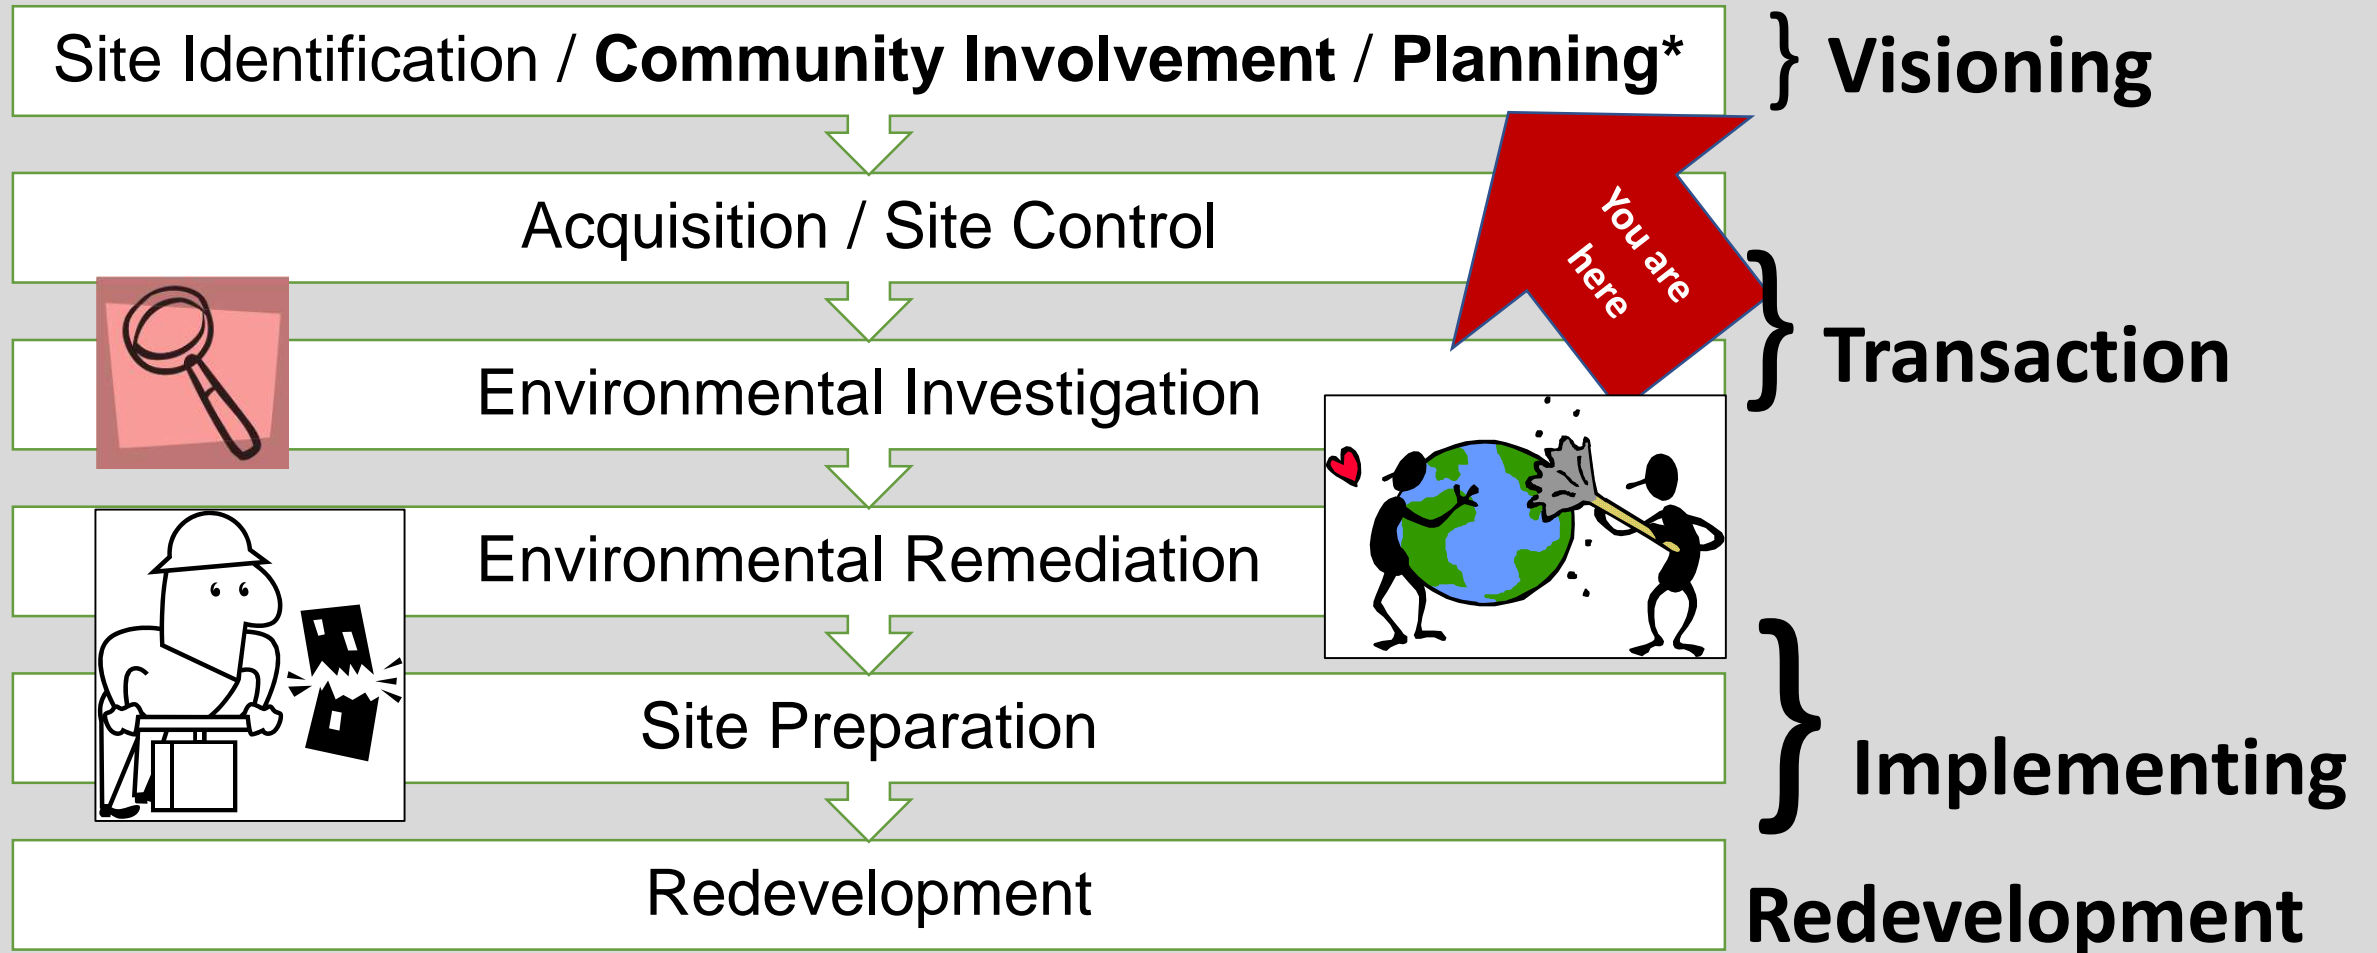 Site Identification / Community Involvement / Planning*
} Visioning
Acquisition / Site Control
You are
here
} Transaction
Environmental Investigation
Environmental Remediation
Site Preparation
} Implementing
Redevelopment
Redevelopment